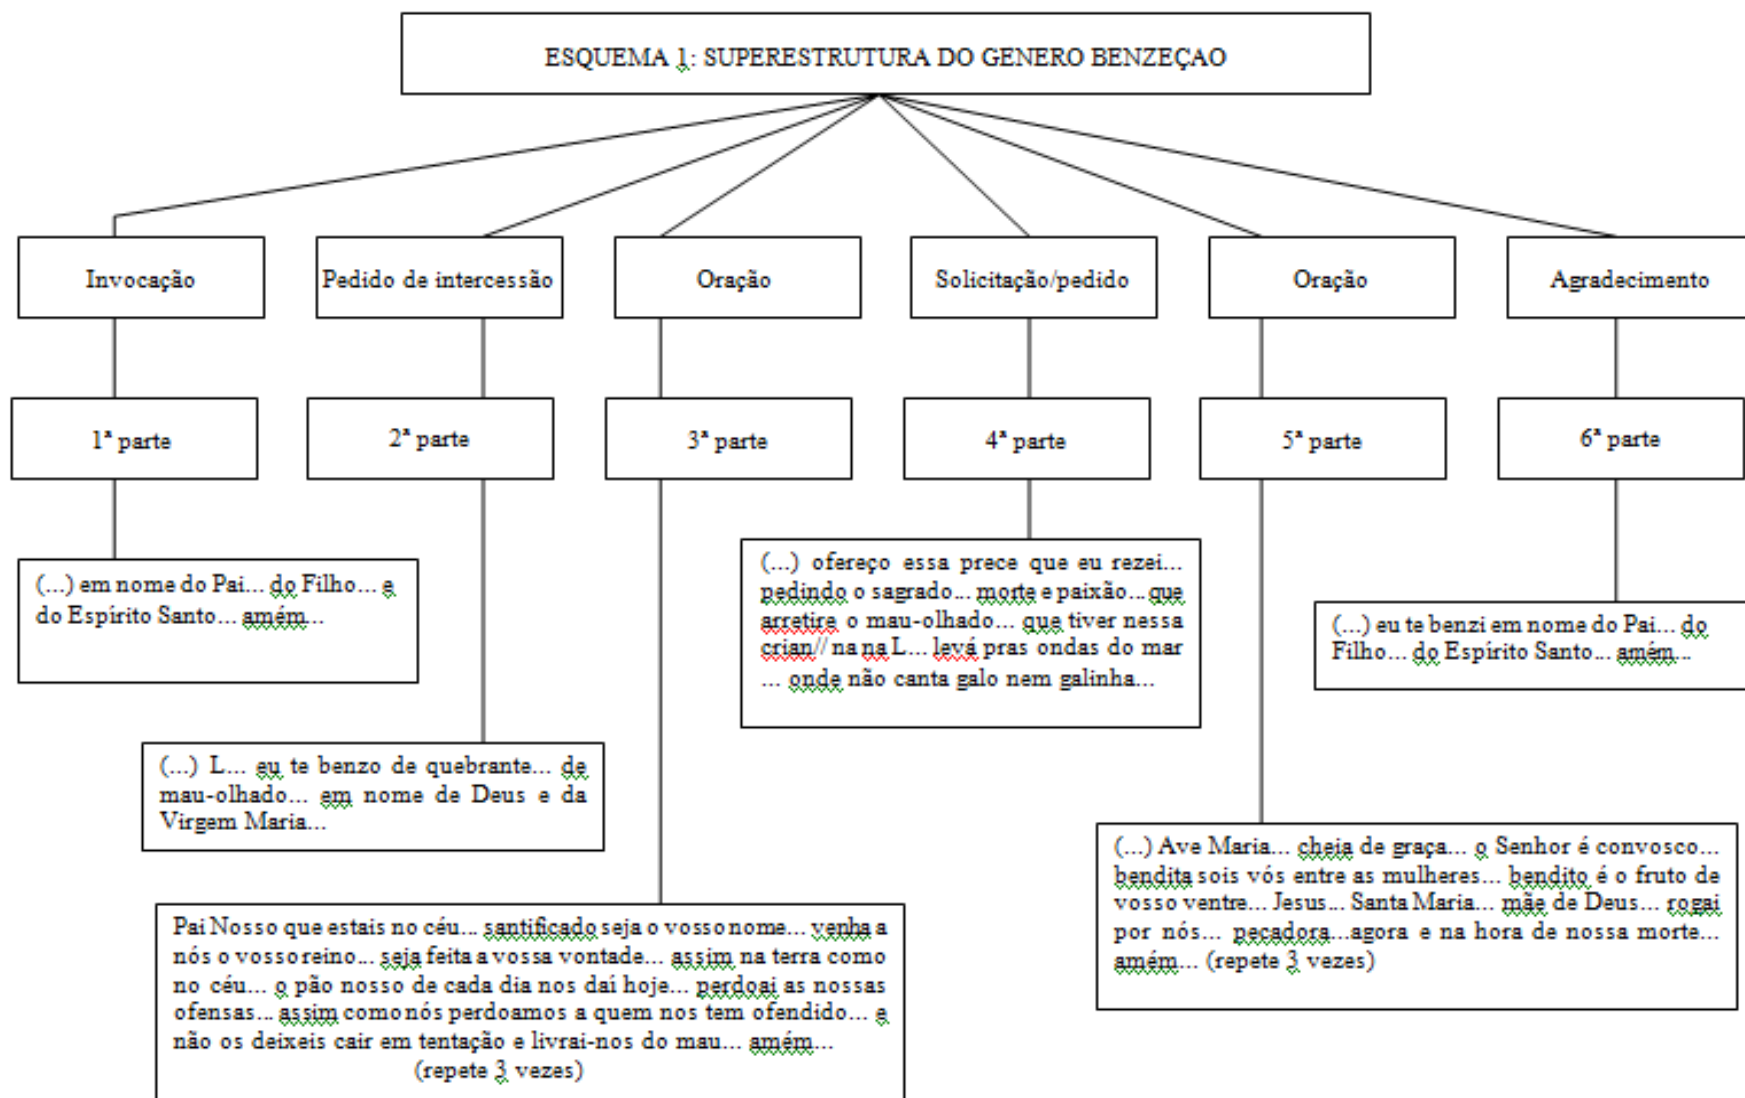 ESQUEMA 1: SUPERESTRUTURA DO GENERO BENZEÇAO
Invocação
Pedido de intercessão
Oração
Solicitação/pedido
Oração
Agradecimento
1ª parte
2ª parte
3ª parte
4ª parte
5ª parte
6ª parte
(...) em nome do Pai... do Filho... e
do Espírito Santo... amém...
(...) L... eu te benzo de quebrante... de
mau-olhado... em nome de Deus e da
Virgem Maria...
Pai Nosso que estais no céu... santificado seja o vosso nome... venha a
nós o vosso reino... seja feita a vossa vontade... assim na terra como
no céu... o pão nosso de cada dia nos daí hoje... perdoai as nossas
ofensas... assim como nós perdoamos a quem nos tem ofendido... e
não os deixeis cair em tentação e livrai-nos do mau... amém...
(repete 3 vezes)
(...) ofereço essa prece que eu rezei...
pedindo o sagrado... morte e paixão... que
arretire o mau-olhado... que tiver nessa
crian// na na L... levá pras ondas do mar
... onde não canta galo nem galinha...
(...) Ave Maria... cheia de graça... o Senhor é convosco...
bendita sois vós entre as mulheres... bendito é o fruto de
vosso ventre... Jesus... Santa Maria... mãe de Deus... rogai
por nós... pecadora...agora e na hora de nossa morte...
amém... (repete 3 vezes)
(...) eu te benzi em nome do Pai... do
Filho... do Espírito Santo... amém...